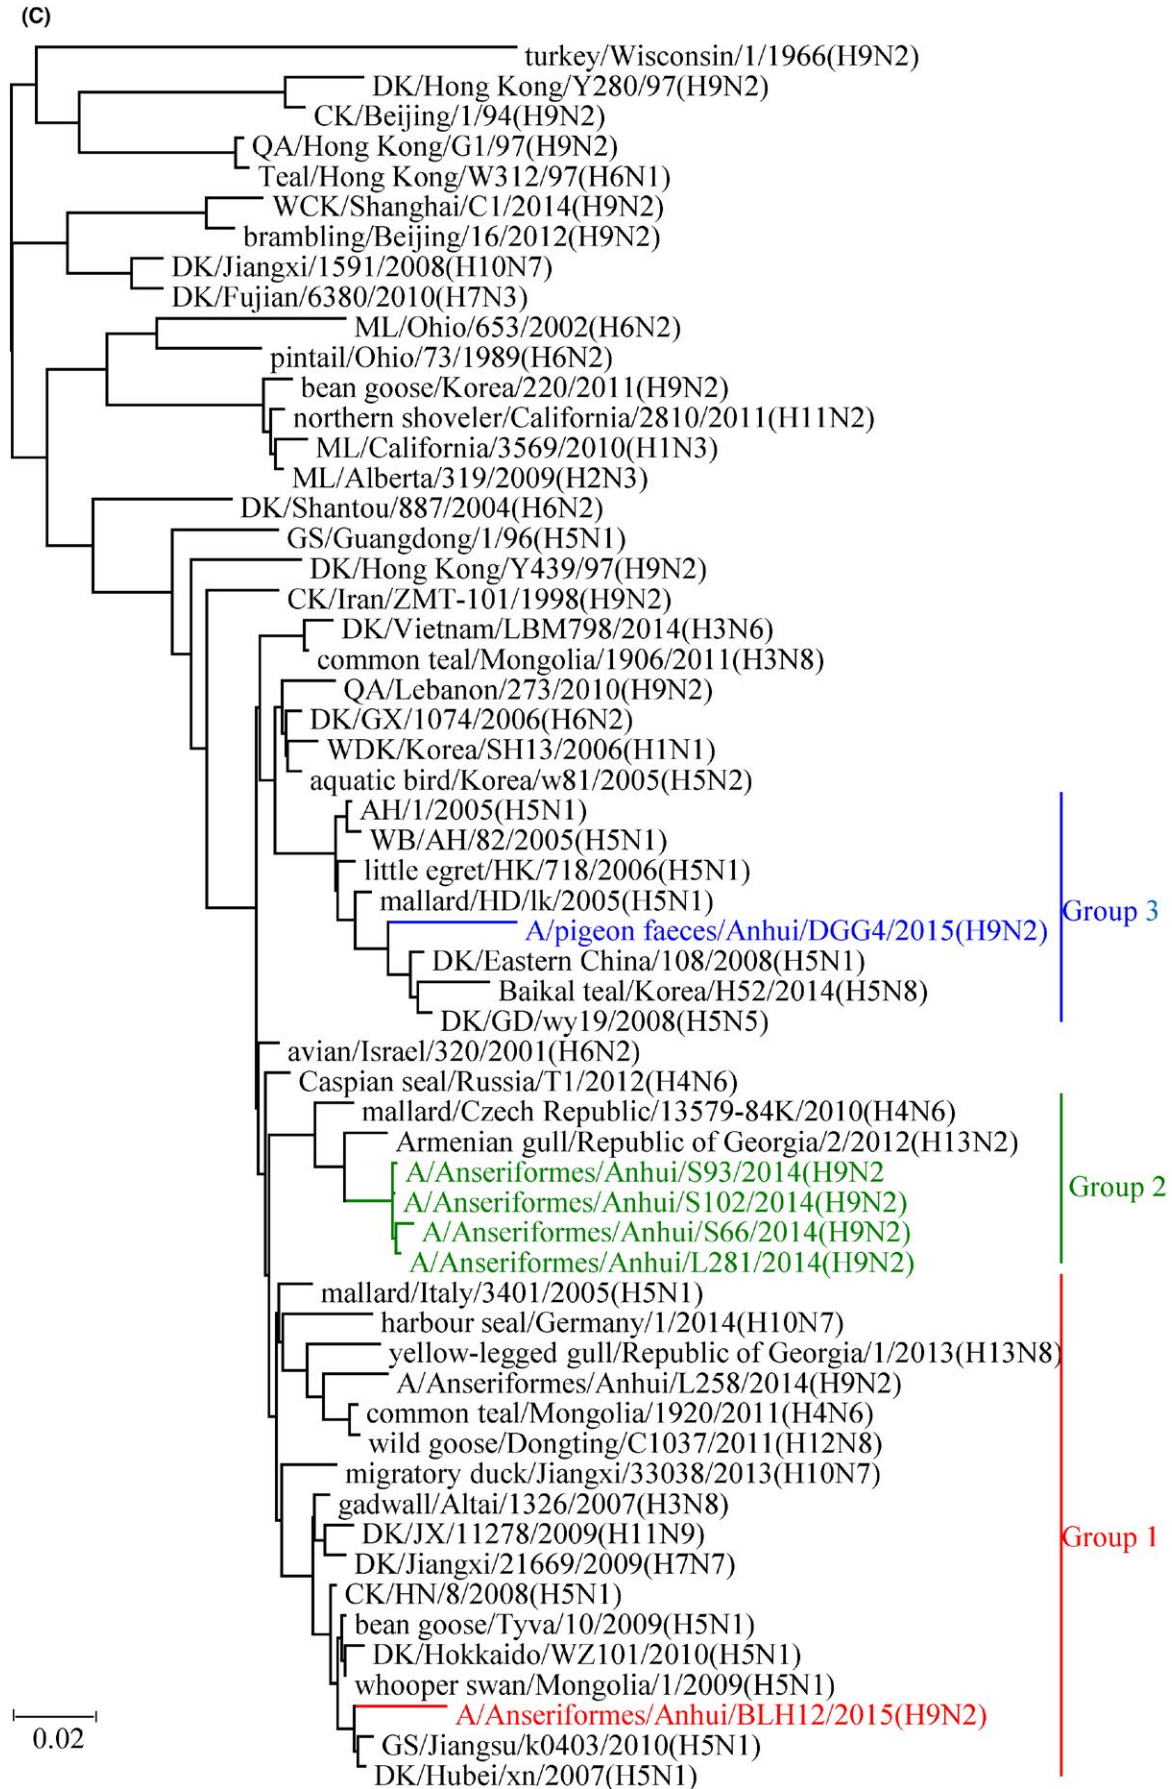 (C)
turkey/Wisconsin/1/1966(H9N2)
DK/Hong Kong/Y280/97(H9N2)
CK/Beijing/1/94(H9N2)
QA/Hong Kong/G1/97(H9N2)
Teal/Hong Kong/W312/97(H6N1)
WCK/Shanghai/C1/2014(H9N2)
brambling/Beijing/16/2012(H9N2)
DK/Jiangxi/1591/2008(H10N7)
DK/Fujian/6380/2010(H7N3)
ML/Ohio/653/2002(H6N2)
pintail/Ohio/73/1989(H6N2)
bean goose/Korea/220/2011(H9N2)
northern shoveler/California/2810/2011(H11N2)
ML/California/3569/2010(H1N3)
ML/Alberta/319/2009(H2N3)
DK/Shantou/887/2004(H6N2)
GS/Guangdong/1/96(H5N1)
DK/Hong Kong/Y439/97(H9N2)
CK/Iran/ZMT-101/1998(H9N2)
DK/Vietnam/LBM798/2014(H3N6)
common teal/Mongolia/1906/2011(H3N8)
QA/Lebanon/273/2010(H9N2)
DK/GX/1074/2006(H6N2)
WDK/Korea/SH13/2006(H1N1)
aquatic bird/Korea/w81/2005(H5N2)
AH/1/2005(H5N1)
WB/AH/82/2005(H5N1)
little egret/HK/718/2006(H5N1)
mallard/HD/lk/2005(H5N1)
Group 3
A/pigeon faeces/Anhui/DGG4/2015(H9N2)
DK/Eastern China/108/2008(H5N1)
Baikal teal/Korea/H52/2014(H5N8)
DK/GD/wy19/2008(H5N5)
avian/Israel/320/2001(H6N2)
Caspian seal/Russia/T1/2012(H4N6)
mallard/Czech Republic/13579-84K/2010(H4N6)
Armenian gull/Republic of Georgia/2/2012(H13N2)
A/Anseriformes/Anhui/S93/2014(H9N2
Group 2
A/Anseriformes/Anhui/S102/2014(H9N2)
A/Anseriformes/Anhui/S66/2014(H9N2)
A/Anseriformes/Anhui/L281/2014(H9N2)
mallard/Italy/3401/2005(H5N1)
harbour seal/Germany/1/2014(H10N7)
yellow-legged gull/Republic of Georgia/1/2013(H13N8)
A/Anseriformes/Anhui/L258/2014(H9N2)
common teal/Mongolia/1920/2011(H4N6)
wild goose/Dongting/C1037/2011(H12N8)
migratory duck/Jiangxi/33038/2013(H10N7)
gadwall/Altai/1326/2007(H3N8)
DK/JX/11278/2009(H11N9)
Group 1
DK/Jiangxi/21669/2009(H7N7)
CK/HN/8/2008(H5N1)
bean goose/Tyva/10/2009(H5N1)
DK/Hokkaido/WZ101/2010(H5N1)
whooper swan/Mongolia/1/2009(H5N1)
A/Anseriformes/Anhui/BLH12/2015(H9N2)
0.02
GS/Jiangsu/k0403/2010(H5N1)
DK/Hubei/xn/2007(H5N1)